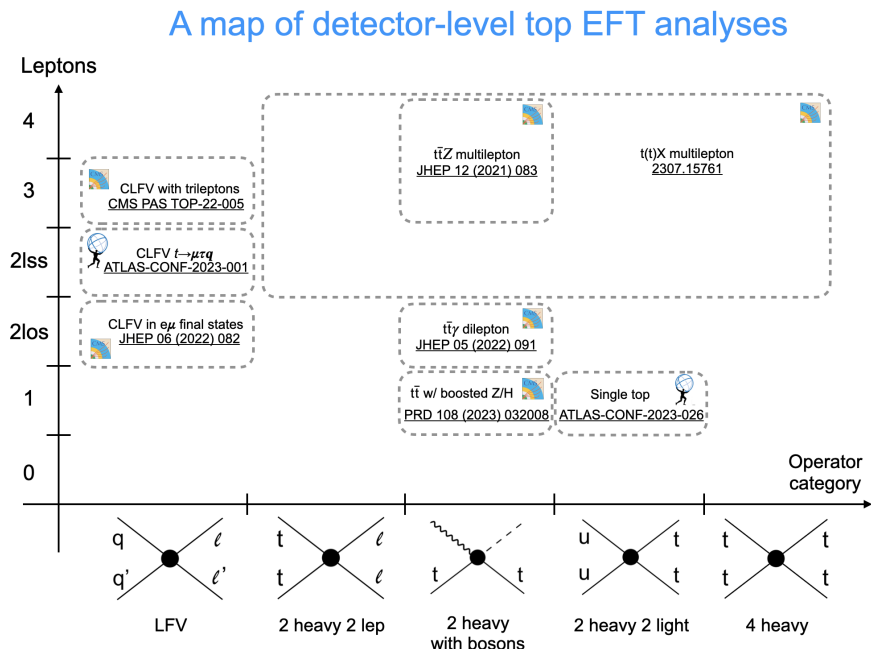 A map of detector-level top EFT analyses
Leptons
4
3
2lss
2los
1
0
tt̄Z multilepton
JHEP 12 (2021) 083
t(t)X multilepton
2307.15761
CLFV with trileptons
CMS PAS TOP-22-005
CLFV t→μτq
ATLAS-CONF-2023-001
CLFV in eμ final states
JHEP 06 (2022) 082
tt̄γ dilepton
JHEP 05 (2022) 091
tt̄ w/ boosted Z/H
PRD 108 (2023) 032008
Single top
ATLAS-CONF-2023-026
Operator
category
q ℓ
q' ℓ'
t ℓ
t ℓ
t t
u t
u t
t t
t t
LFV
2 heavy 2 lep
2 heavy
with bosons
2 heavy 2 light
4 heavy